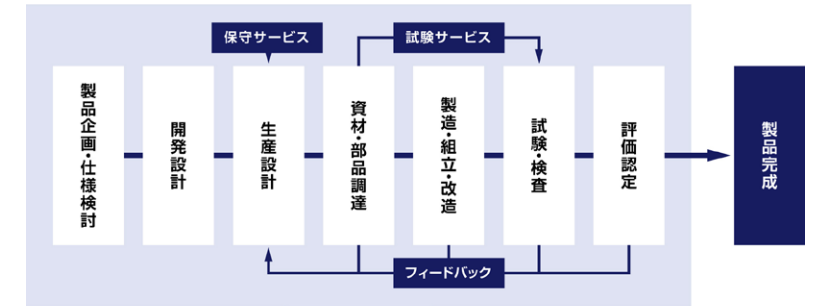 保守サービス
試験サービス
製品企画・仕様検討
開発設計
生産設計
資材・部品調達
製造・組立・改造
試験・検査
評価認定
製品完成
フィードバック